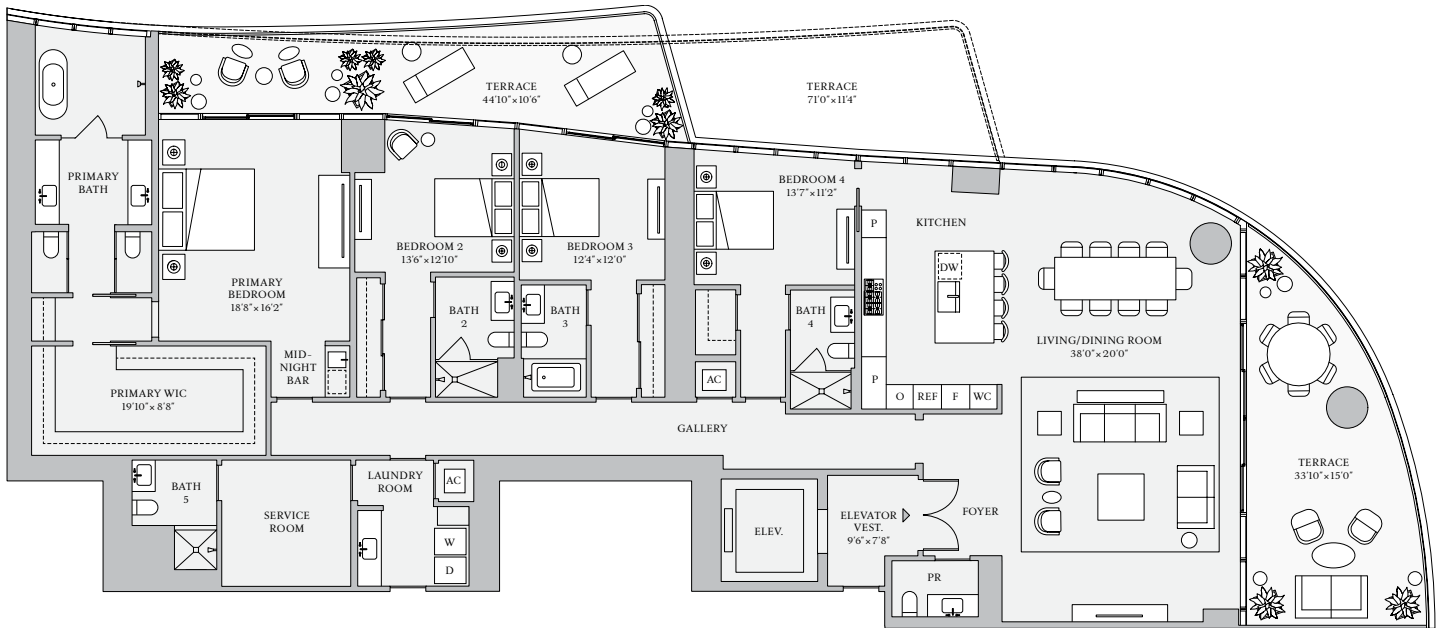 TERRACE
44'10"×10'6"
TERRACE
71'0"×11'4"
PRIMARY
BATH
BEDROOM 4
13'7"×11'2"
P
KITCHEN
BEDROOM 2
13'6"×12'10"
BEDROOM 3
12'4"×12'0"
DW
PRIMARY
BEDROOM
18'8"×16'2"
BATH
2
BATH
3
BATH
4
LIVING/DINING ROOM
38'0"×20'0"
MID-
NIGHT
BAR
AC
P
PRIMARY WIC
19'10"×8'8"
O
REF
F
WC
GALLERY
TERRACE
33'10"×15'0"
BATH
5
LAUNDRY
ROOM
AC
SERVICE
ROOM
ELEV.
ELEVATOR
VEST.
9'6"×7'8"
FOYER
W
D
PR